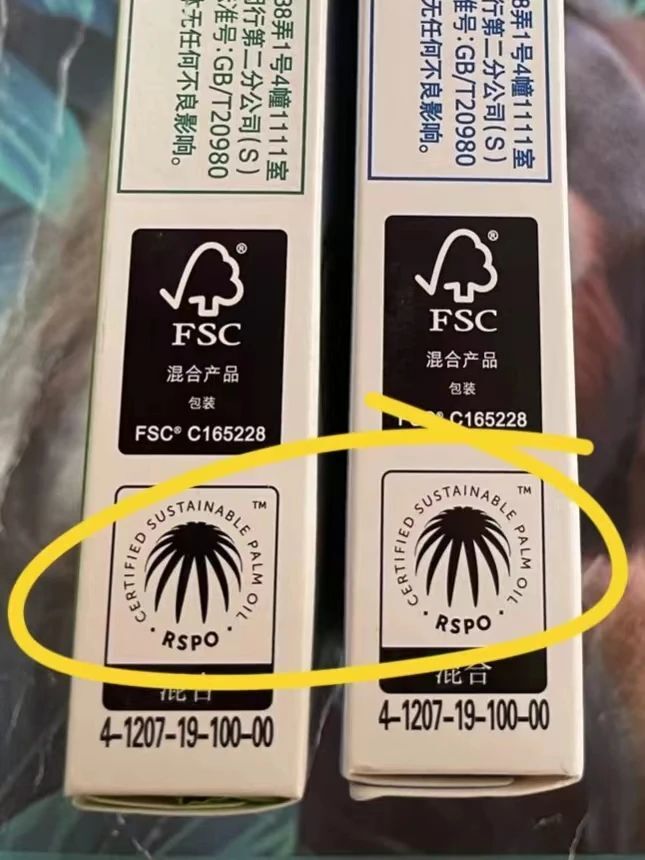 38弄1号4幢1111室
闵行第二分公司(S)
准号:GB/T20980
无任何不良影响。
FSC®
混合产品
包装
FSC® C165228
CERTIFIED SUSTAINABLE PALM OIL ™
· RSPO ·
混合
4-1207-19-100-00
8弄1号4幢1111室
行第二分公司(S)
准号:GB/T20980
无任何不良影响。
FSC®
混合产品
包装
FSC® C165228
CERTIFIED SUSTAINABLE PALM OIL ™
· RSPO ·
混合
4-1207-19-100-00